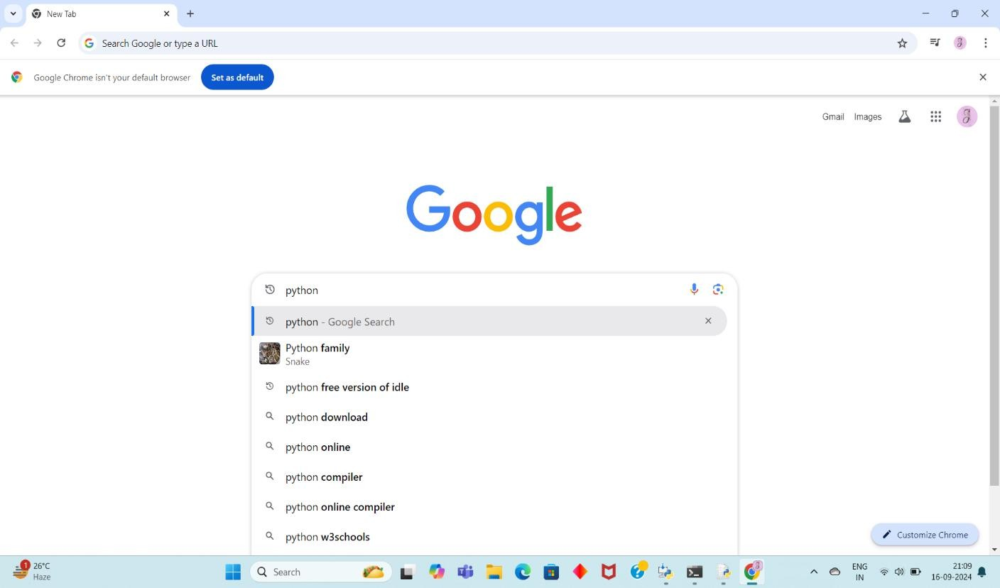 New Tab
Search Google or type a URL
Google Chrome isn't your default browser Set as default
Gmail Images
Google
python
python - Google Search
Python family
Snake
python free version of idle
python download
python online
python compiler
python online compiler
python w3schools
Customize Chrome
1 26°C
Haze
Search
ENG
IN
21:09
16-09-2024